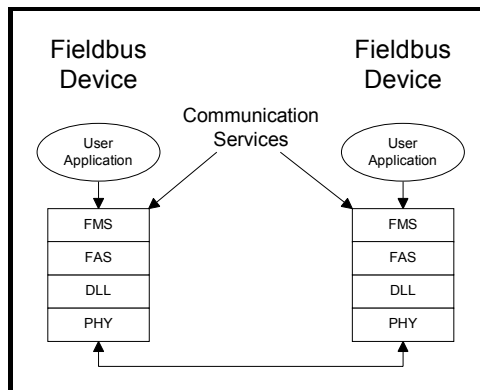 Fieldbus
Device
Fieldbus
Device
Communication
Services
User
Application
User
Application
FMS
FAS
DLL
PHY
FMS
FAS
DLL
PHY